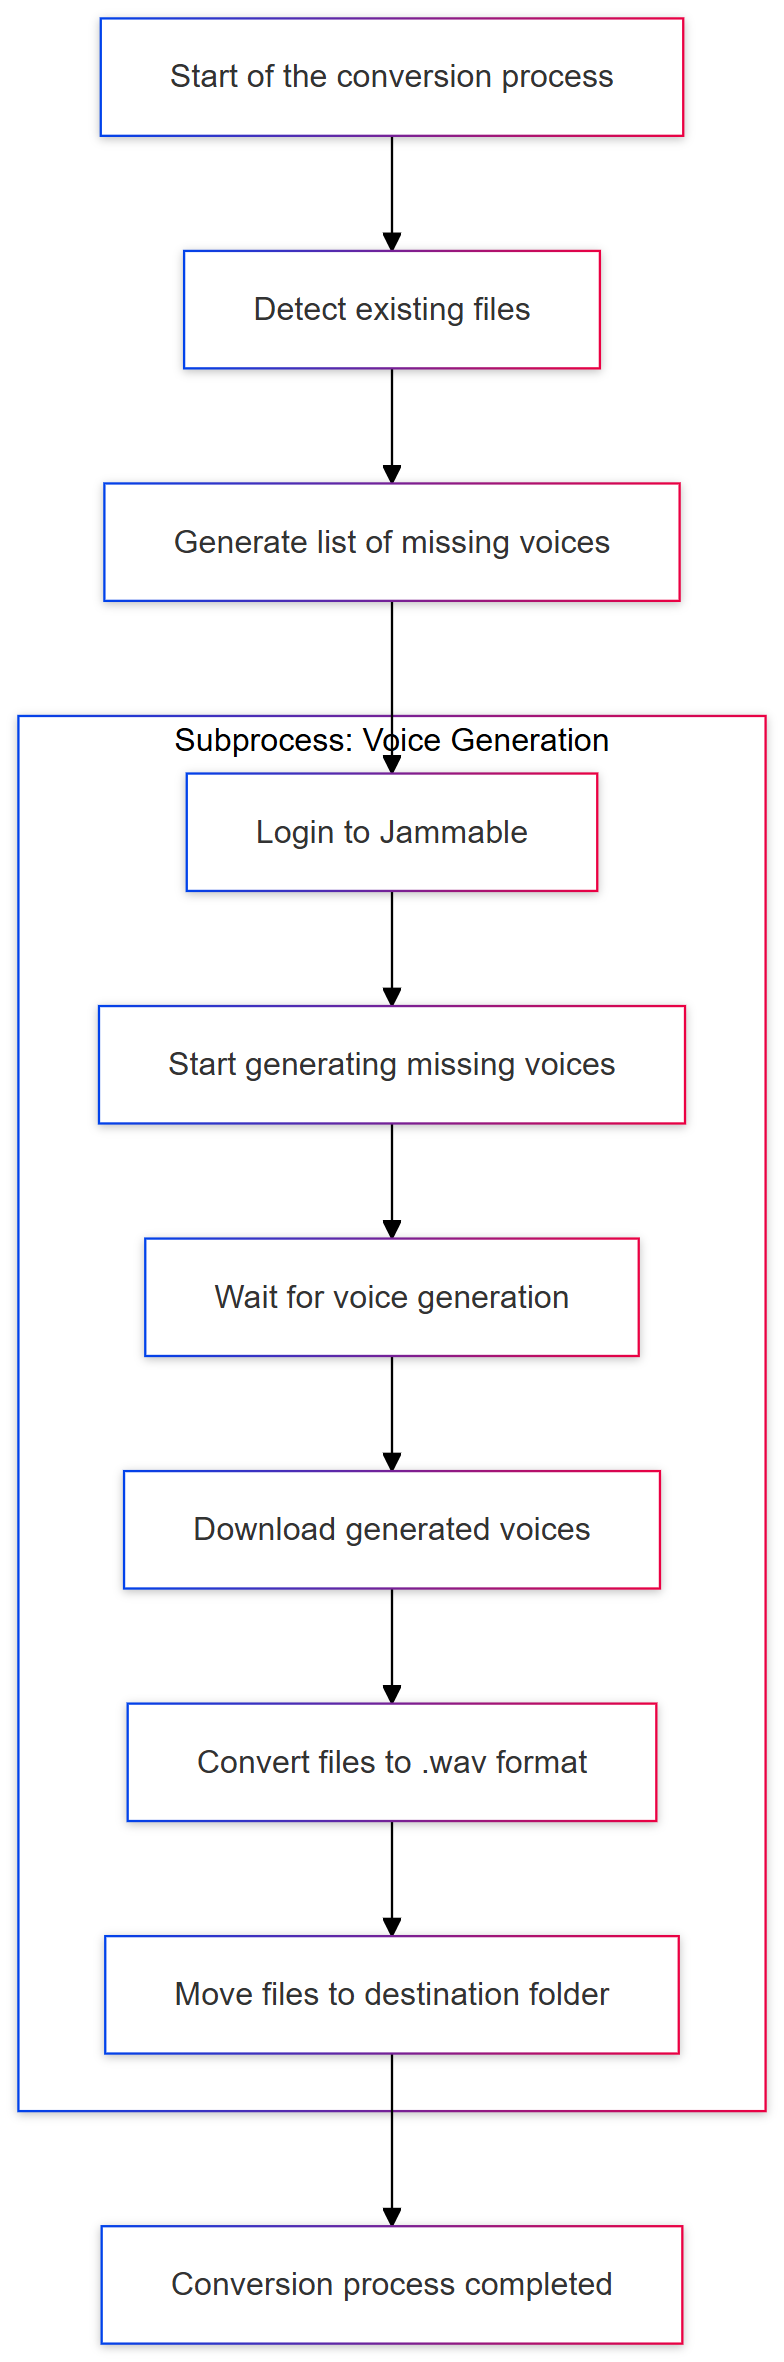 Start of the conversion process
Detect existing files
Generate list of missing voices
Subprocess: Voice Generation
Login to Jammable
Start generating missing voices
Wait for voice generation
Download generated voices
Convert files to .wav format
Move files to destination folder
Conversion process completed